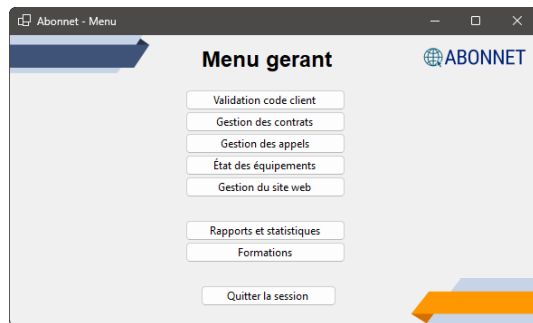 Abonnet - Menu
Menu gerant
ABONNET
Validation code client
Gestion des contrats
Gestion des appels
État des équipements
Gestion du site web
Rapports et statistiques
Formations
Quitter la session